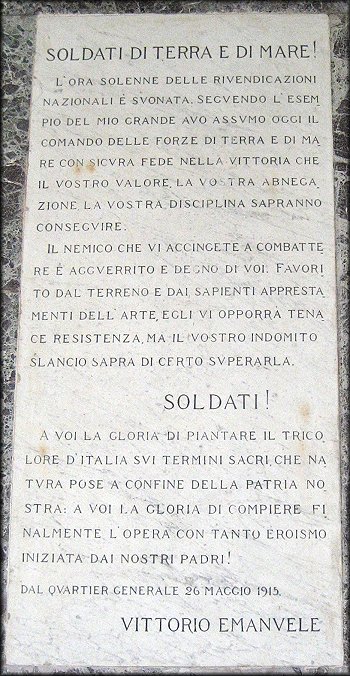 SOLDATI DI TERRA E DI MARE!
L'ORA SOLENNE DELLE RIVENDICAZIONI
NAZIONALI È SVONATA. SEGVENDO L'ESEM
PIO DEL MIO GRANDE AVO ASSVMO OGGI IL
COMANDO DELLE FORZE DI TERRA E DI MA
RE CON SICVRA FEDE NELLA VITTORIA CHE
IL VOSTRO VALORE, LA VOSTRA ABNEGA
ZIONE, LA VOSTRA DISCIPLINA SAPRANNO
CONSEGVIRE.
IL NEMICO CHE VI ACCINGETE A COMBATTE
RE È AGGVERRITO E DEGNO DI VOI. FAVORI
TO DAL TERRENO E DAI SAPIENTI APPRESTA
MENTI DELL'ARTE, EGLI VI OPPORRÀ TENA
CE RESISTENZA, MA IL VOSTRO INDOMITO
SLANCIO SAPRA DI CERTO SVPERARLA.
SOLDATI!
A VOI LA GLORIA DI PIANTARE IL TRICO
LORE D'ITALIA SVI TERMINI SACRI, CHE NA
TVRA POSE A CONFINE DELLA PATRIA NO
STRA: A VOI LA GLORIA DI COMPIERE FI
NALMENTE L'OPERA CON TANTO EROISMO
INIZIATA DAI NOSTRI PADRI!
DAL QVARTIER GENERALE 26 MAGGIO 1915.
VITTORIO EMANVELE